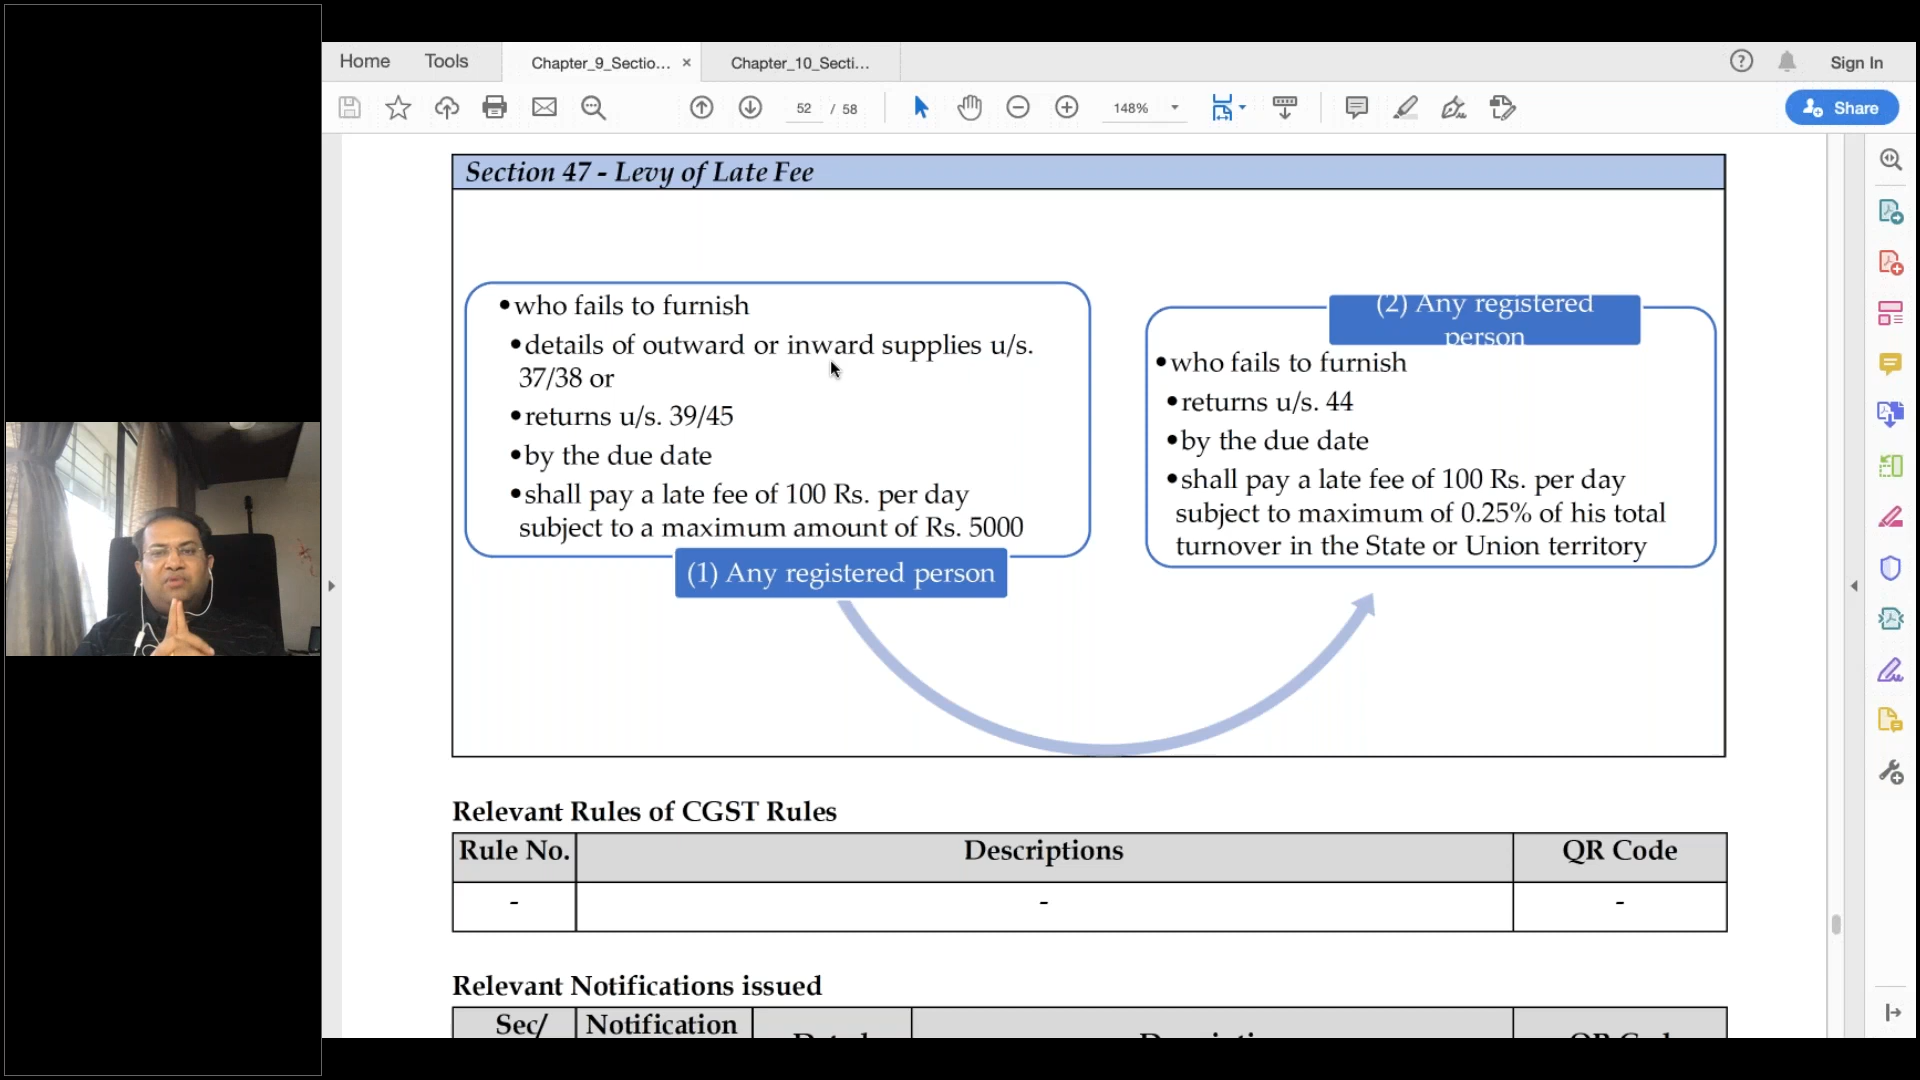 Home Tools Chapter_9_Sectio... × Chapter_10_Secti... Sign In
52 / 58 148% Share
Section 47 - Levy of Late Fee
•who fails to furnish
•details of outward or inward supplies u/s.
37/38 or
•returns u/s. 39/45
•by the due date
•shall pay a late fee of 100 Rs. per day
subject to a maximum amount of Rs. 5000
(1) Any registered person
(2) Any registered
person
•who fails to furnish
•returns u/s. 44
•by the due date
•shall pay a late fee of 100 Rs. per day
subject to maximum of 0.25% of his total
turnover in the State or Union territory
Relevant Rules of CGST Rules
Rule No. Descriptions QR Code
- - -
Relevant Notifications issued
Sec/ Notification